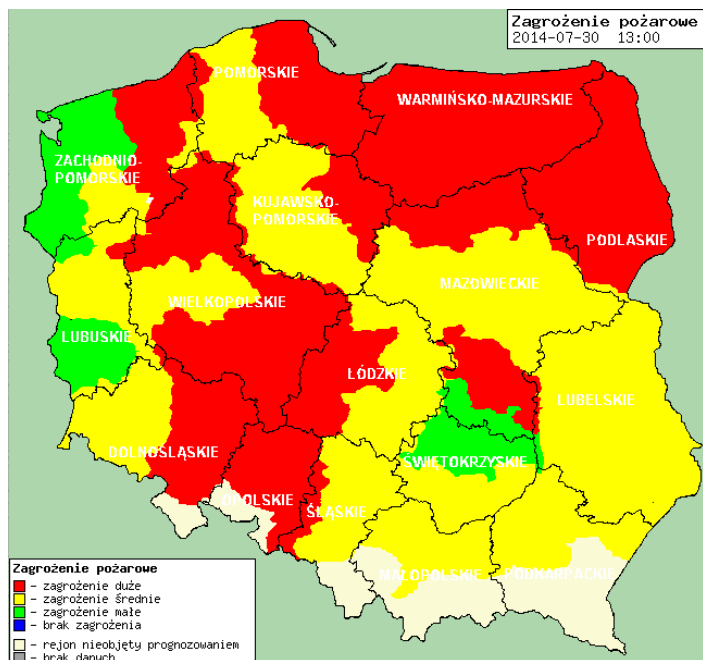 Zagrożenie pożarowe
2014-07-30 13:00
POMORSKIE
WARMIŃSKO-MAZURSKIE
ZACHODNIO-
POMORSKIE
KUJAWSKO-
POMORSKIE
PODLASKIE
MAZOWIECKIE
WIELKOPOLSKIE
LUBUSKIE
ŁÓDZKIE
LUBELSKIE
DOLNOŚLĄSKIE
ŚWIĘTOKRZYSKIE
OPOLSKIE
ŚLĄSKIE
MAŁOPOLSKIE
PODKARPACKIE
Zagrożenie pożarowe
- zagrożenie duże
- zagrożenie średnie
- zagrożenie małe
- brak zagrożenia
- rejon nieobjęty prognozowaniem
- brak danych